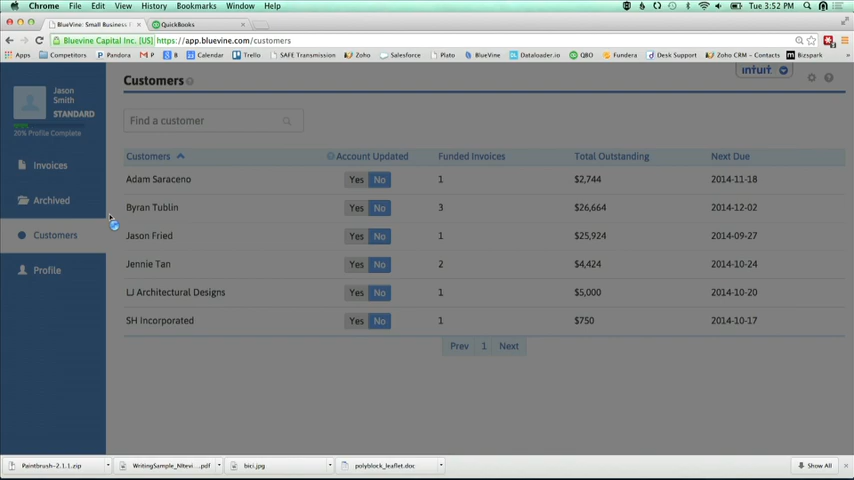 Chrome File Edit View History Bookmarks Window Help Tue 3:52 PM
BlueVine: Small Business QuickBooks
BlueVine Capital Inc. [US] https://app.bluevine.com/customers
Apps Pandora P B Calendar Trello SAFE Transmission Zoho Salesforce Plato BlueVine Dataloader.io QBO Fundera Desk Support Zoho CRM – Contacts Bizspark
Jason
Smith
STANDARD
20% Profile Complete
Invoices
Archived
Customers
Profile
Customers
intuit
Find a customer
Customers Account Updated Funded Invoices Total Outstanding Next Due
Adam Saraceno Yes No 1 $2,744 2014-11-18
Byran Tublin Yes No 3 $26,664 2014-12-02
Jason Fried Yes No 1 $25,924 2014-09-27
Jennie Tan Yes No 2 $4,424 2014-10-24
LJ Architectural Designs Yes No 1 $5,000 2014-10-20
SH Incorporated Yes No 1 $750 2014-10-17
Prev 1 Next
Paintbrush-2.1.1.zip WritingSample_Ntevi....pdf bici.jpg polyblock_leaflet.doc Show All